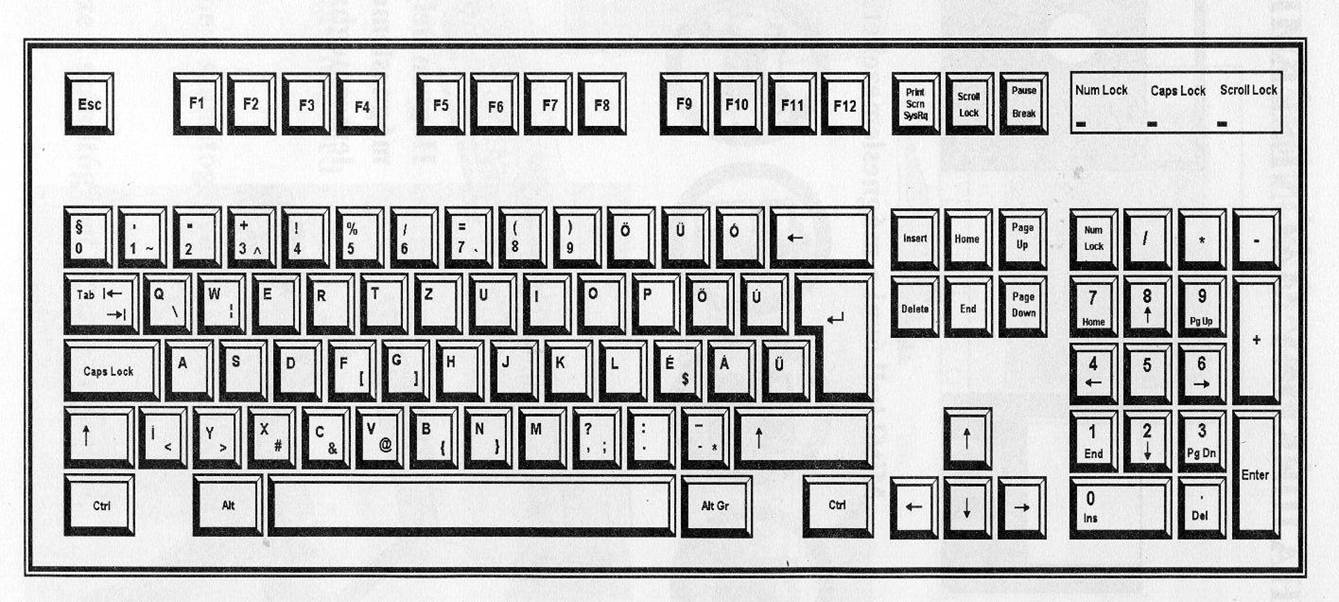 Esc F1 F2 F3 F4 F5 F6 F7 F8 F9 F10 F11 F12
Print
Scrn
SysRq
Scroll
Lock
Pause
Break
Num Lock Caps Lock Scroll Lock
§ ' " + ! % / = ( ) Ö Ü Ó ←
0 1 ~ 2 3 ^ 4 5 6 7 ` 8 9
Insert Home Page
Up
Num
Lock
/ * -
Tab |← →|
Q \ W ¦ E R T Z U I O P Ő Ú ↵
Delete End Page
Down
7 Home
8 ↑
9 Pg Up
+
Caps Lock A S D F [ G ] H J K L É $ Á Ű
4 ←
5
6 →
↑ Í < Y > X # C & V @ B { N } M ? , ; : . – - * ↑
↑
1 End
2 ↓
3 Pg Dn
Enter
Ctrl Alt Alt Gr Ctrl
← ↓ →
0 Ins
. Del